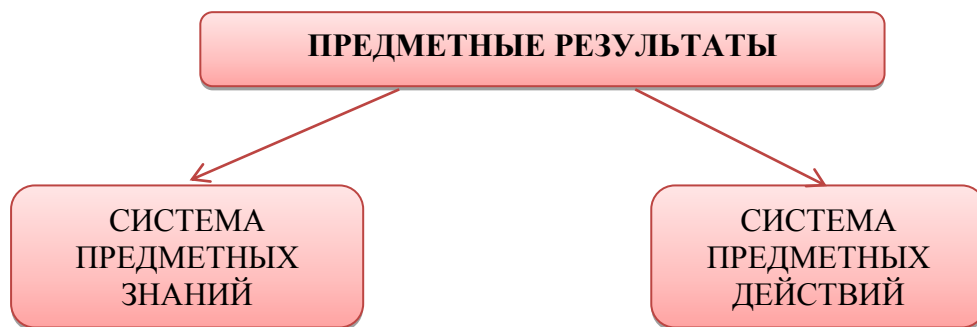 ПРЕДМЕТНЫЕ РЕЗУЛЬТАТЫ
СИСТЕМА
ПРЕДМЕТНЫХ
ЗНАНИЙ
СИСТЕМА
ПРЕДМЕТНЫХ
ДЕЙСТВИЙ